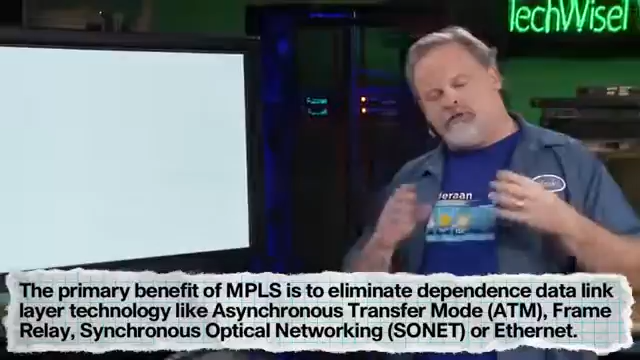 TechWise
eraan
The primary benefit of MPLS is to eliminate dependence data link
layer technology like Asynchronous Transfer Mode (ATM), Frame
Relay, Synchronous Optical Networking (SONET) or Ethernet.